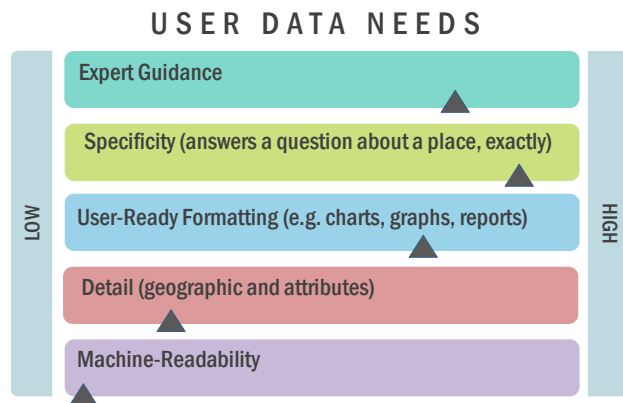 USER DATA NEEDS
Expert Guidance
Specificity (answers a question about a place, exactly)
LOW
User-Ready Formatting (e.g. charts, graphs, reports)
HIGH
Detail (geographic and attributes)
Machine-Readability